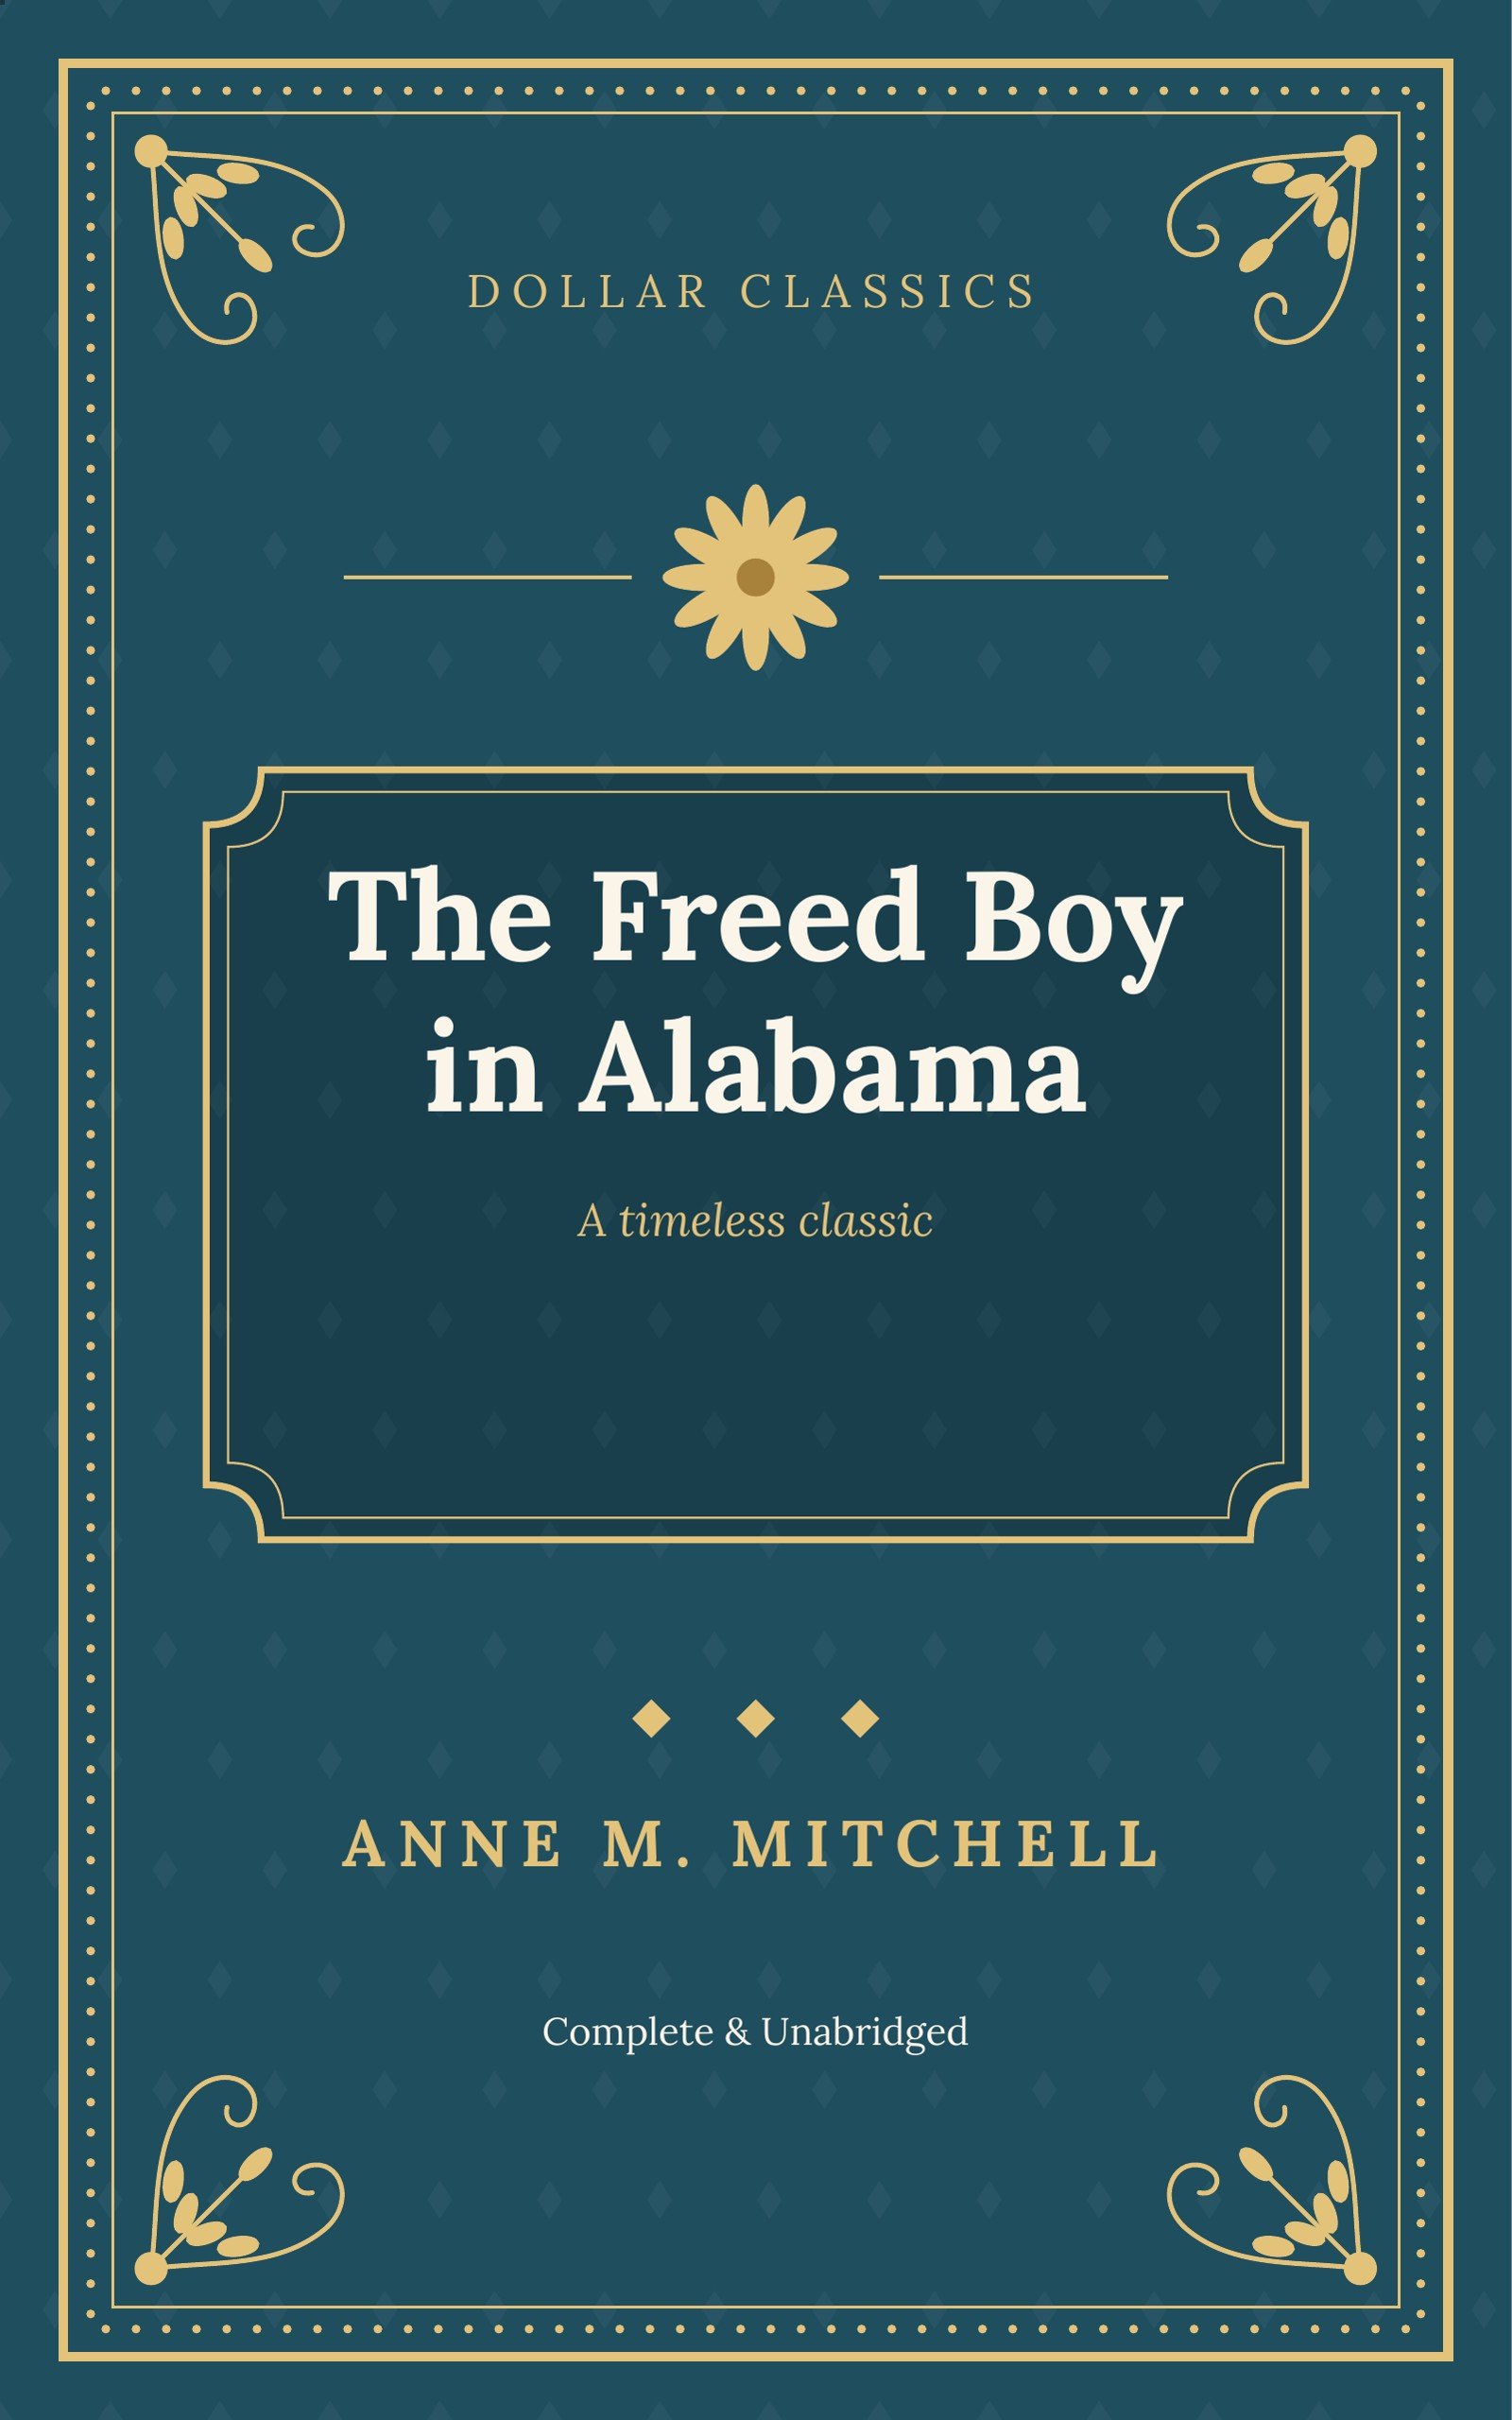 DOLLAR CLASSICS
The Freed Boy
in Alabama
A timeless classic
ANNE M. MITCHELL
Complete & Unabridged